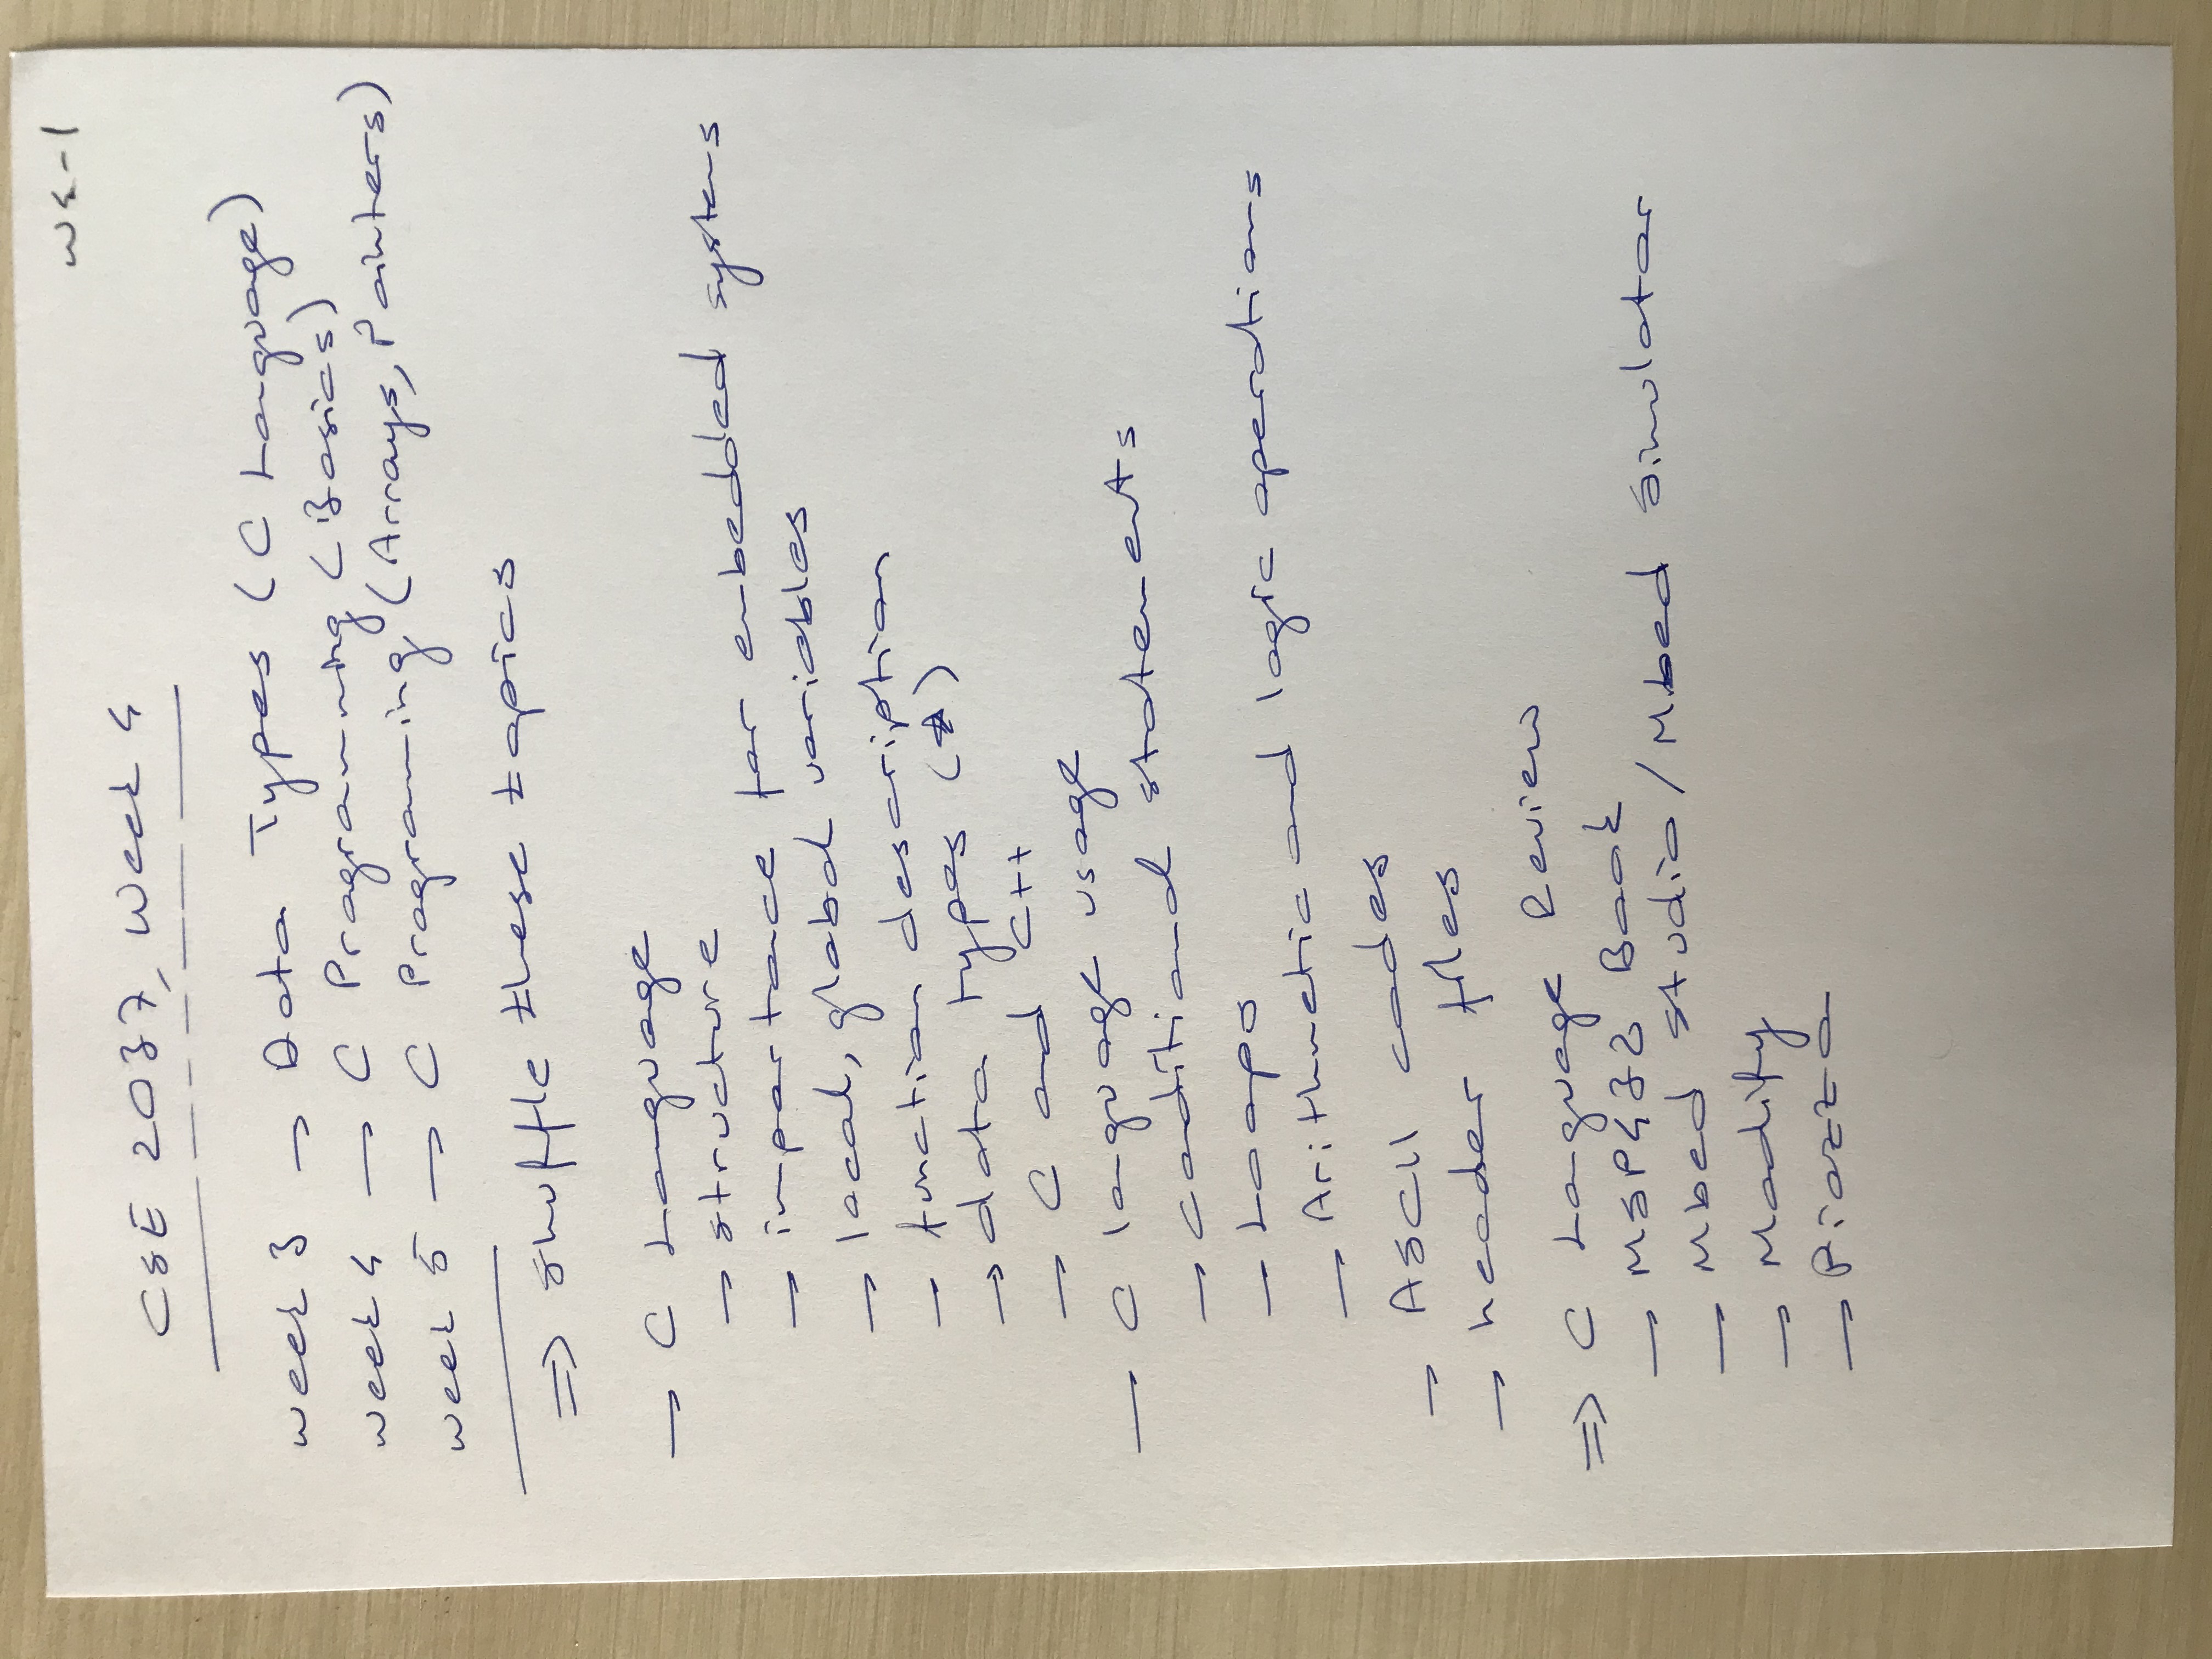 W4-1
CSE 2037, Week 4
Week 3 → Data Types (C Language)
Week 4 → C Programming (Basics)
Week 5 → C Programing (Arrays, Pointers)
⇒ shuffle these topics
→ C Language
→ structure
→ importace for embedded systems
→ local, global variables
→ function description
→ data types (*)
→ C and C++
→ C language usage
→ conditional statements
→ Loops
→ Arithmetic and logic operations
→ ASCII codes
→ header files
⇒ C Language Review
→ MSP432 Book
→ Mbed Studio / Mbed Simulator
→ Modify
→ Piazza